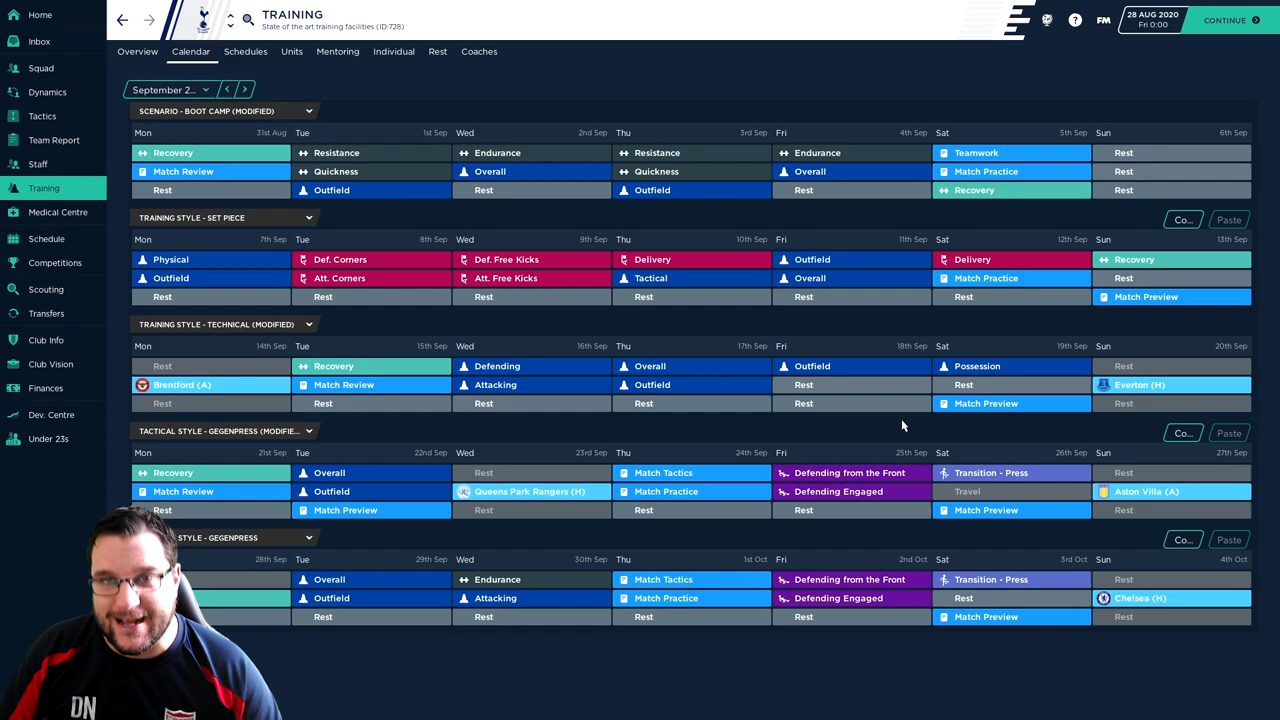 Home
Inbox
Squad
Dynamics
Tactics
Team Report
Staff
Training
Medical Centre
Schedule
Competitions
Scouting
Transfers
Club Info
Club Vision
Finances
Dev. Centre
Under 23s
TRAINING
State of the art training facilities (ID:728)
FM
28 AUG 2020
Fri 0:00
CONTINUE
Overview Calendar Schedules Units Mentoring Individual Rest Coaches
September 2...
SCENARIO - BOOT CAMP (MODIFIED)
Mon 31st Aug Tue 1st Sep Wed 2nd Sep Thu 3rd Sep Fri 4th Sep Sat 5th Sep Sun 6th Sep
Recovery Resistance Endurance Resistance Endurance Teamwork Rest
Match Review Quickness Overall Quickness Overall Match Practice Rest
Rest Outfield Rest Outfield Rest Recovery Rest
TRAINING STYLE - SET PIECE Co... Paste
Mon 7th Sep Tue 8th Sep Wed 9th Sep Thu 10th Sep Fri 11th Sep Sat 12th Sep Sun 13th Sep
Physical Def. Corners Def. Free Kicks Delivery Outfield Delivery Recovery
Outfield Att. Corners Att. Free Kicks Tactical Overall Match Practice Rest
Rest Rest Rest Rest Rest Rest Match Preview
TRAINING STYLE - TECHNICAL (MODIFIED)
Mon 14th Sep Tue 15th Sep Wed 16th Sep Thu 17th Sep Fri 18th Sep Sat 19th Sep Sun 20th Sep
Rest Recovery Defending Overall Outfield Possession Rest
Brentford (A) Match Review Attacking Outfield Rest Rest Everton (H)
Rest Rest Rest Rest Rest Match Preview Rest
TACTICAL STYLE - GEGENPRESS (MODIFIE... Co... Paste
Mon 21st Sep Tue 22nd Sep Wed 23rd Sep Thu 24th Sep Fri 25th Sep Sat 26th Sep Sun 27th Sep
Recovery Overall Rest Match Tactics Defending from the Front Transition - Press Rest
Match Review Outfield Queens Park Rangers (H) Match Practice Defending Engaged Travel Aston Villa (A)
Rest Match Preview Rest Rest Rest Match Preview Rest
STYLE - GEGENPRESS Co... Paste
28th Sep Tue 29th Sep Wed 30th Sep Thu 1st Oct Fri 2nd Oct Sat 3rd Oct Sun 4th Oct
Overall Endurance Match Tactics Defending from the Front Transition - Press Rest
Outfield Attacking Match Practice Defending Engaged Rest Chelsea (H)
Rest Rest Rest Rest Match Preview Rest
DN